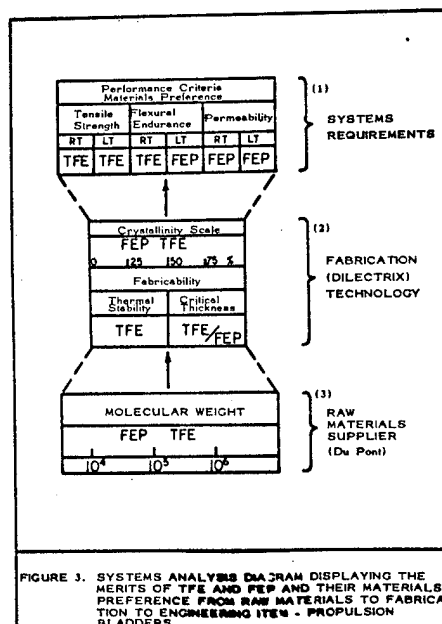 Performance Criteria
Materials Preference
Tensile Strength Flexural Endurance Permeability
RT LT RT LT RT LT
TFE TFE TFE FEP FEP FEP
(1)
SYSTEMS
REQUIREMENTS
Crystallinity Scale
FEP TFE
0 25 50 75 %
Fabricability
Thermal Stability Critical Thickness
TFE TFE/FEP
(2)
FABRICATION
(DILECTRIX)
TECHNOLOGY
MOLECULAR WEIGHT
FEP TFE
10⁴ 10⁵ 10⁶
(3)
RAW
MATERIALS
SUPPLIER
(Du Pont)
FIGURE 3. SYSTEMS ANALYSIS DIAGRAM DISPLAYING THE
MERITS OF TFE AND FEP AND THEIR MATERIALS
PREFERENCE FROM RAW MATERIALS TO FABRICA-
TION TO ENGINEERING ITEM - PROPULSION
BLADDERS